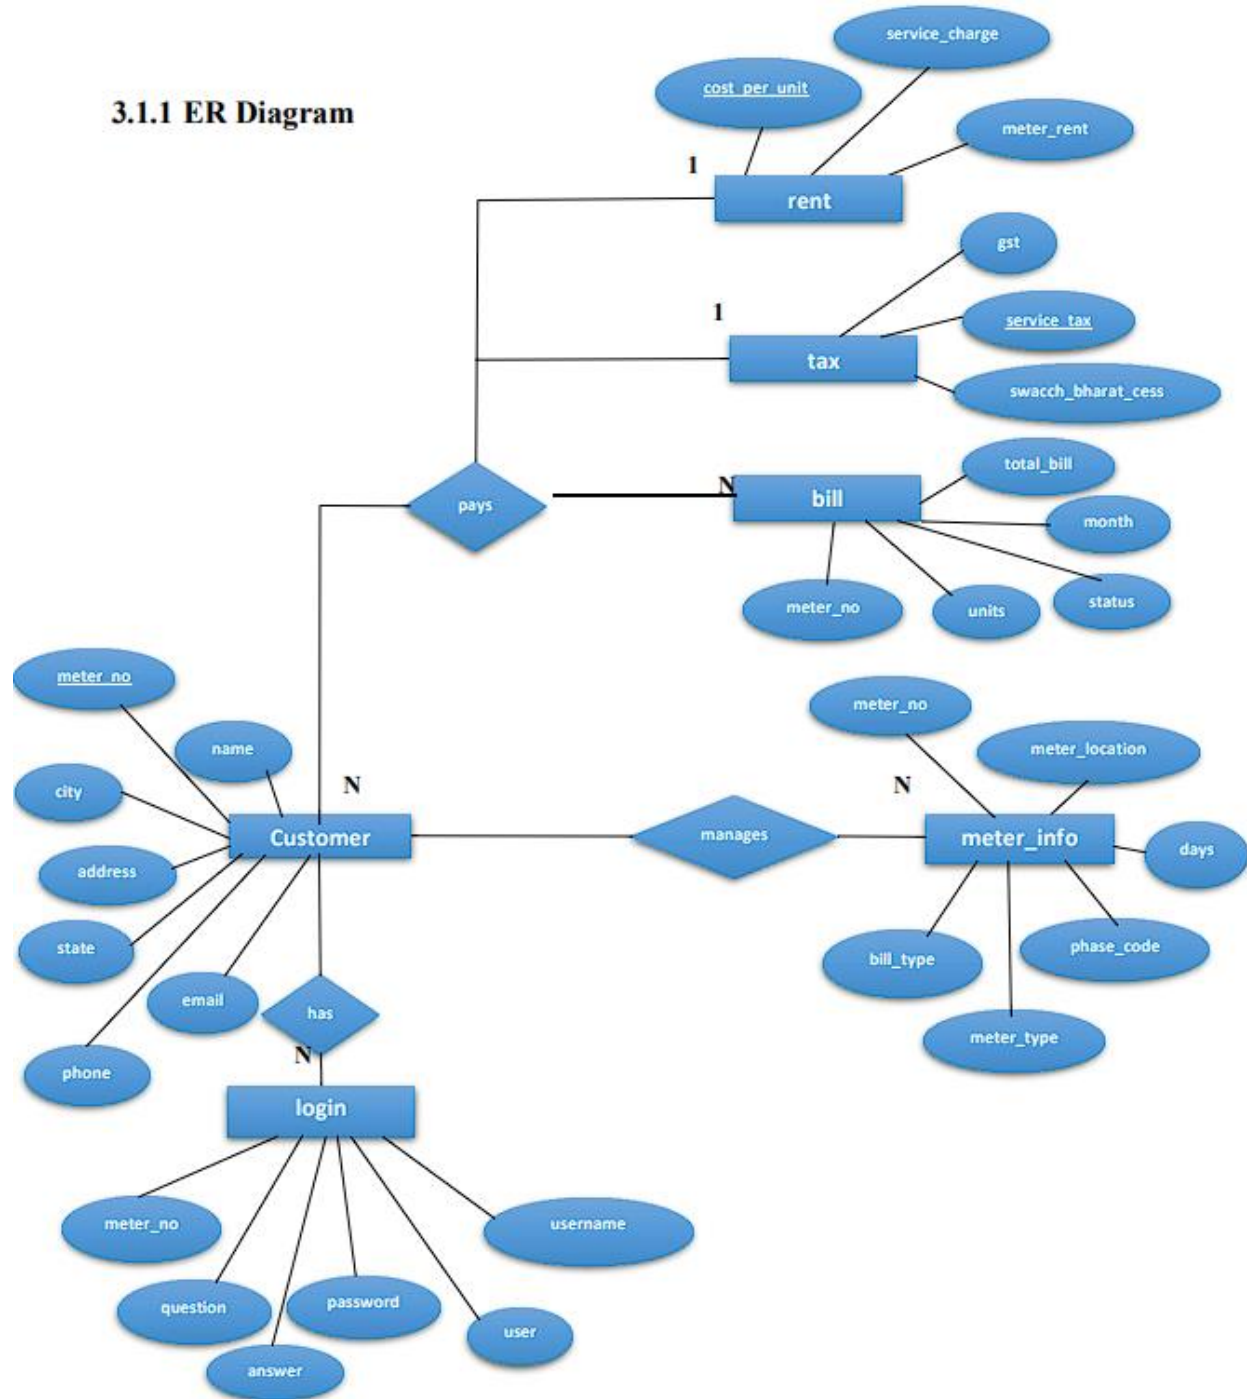 3.1.1 ER Diagram
service_charge
cost_per_unit
meter_rent
1
rent
gst
1
service_tax
tax
swacch_bharat_cess
total_bill
N
bill
pays
month
meter_no
units
status
meter_no
meter_no
name
meter_location
city
N
N
Customer
manages
meter_info
days
address
state
bill_type
phase_code
email
has
meter_type
N
phone
login
meter_no
username
question
password
user
answer